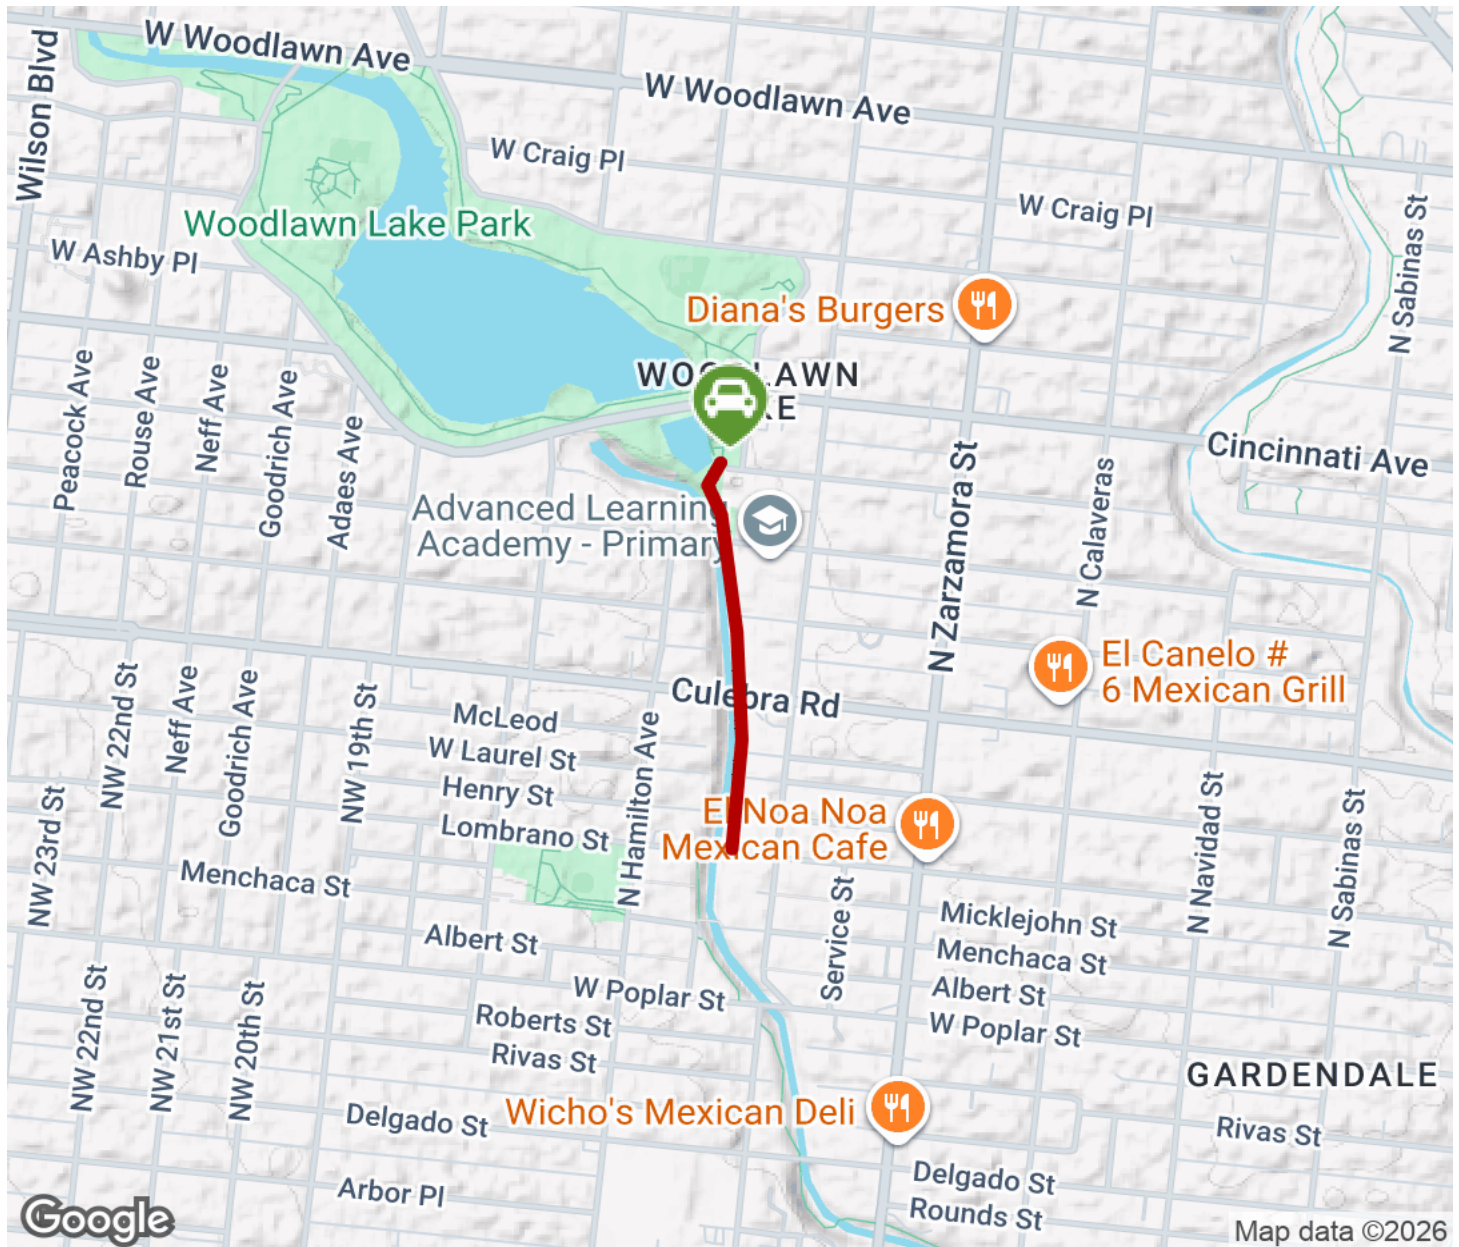 W Woodlawn Ave
W Woodlawn Ave
Wilson Blvd
W Craig Pl
W Craig Pl
N Sabinas St
Woodlawn Lake Park
W Ashby Pl
Diana's Burgers
Peacock Ave
Rouse Ave
Neff Ave
Goodrich Ave
Adaes Ave
Cincinnati Ave
N Zarzamora St
N Calaveras
Advanced Learning
Academy - Primary
El Canelo #
6 Mexican Grill
Culebra Rd
NW 22nd St
Neff Ave
Goodrich Ave
NW 19th St
McLeod
W Laurel St
Henry St
Lombrano St
N Hamilton Ave
NW 23rd St
El Noa Noa
Mexican Cafe
N Navidad St
N Sabinas St
Menchaca St
Albert St
Service St
Micklejohn St
Menchaca St
Albert St
W Poplar St
W Poplar St
NW 22nd St
NW 21st St
NW 20th St
Roberts St
Rivas St
GARDENDALE
Wicho's Mexican Deli
Delgado St
Rivas St
Arbor Pl
Delgado St
Rounds St
Google
Map data ©2026